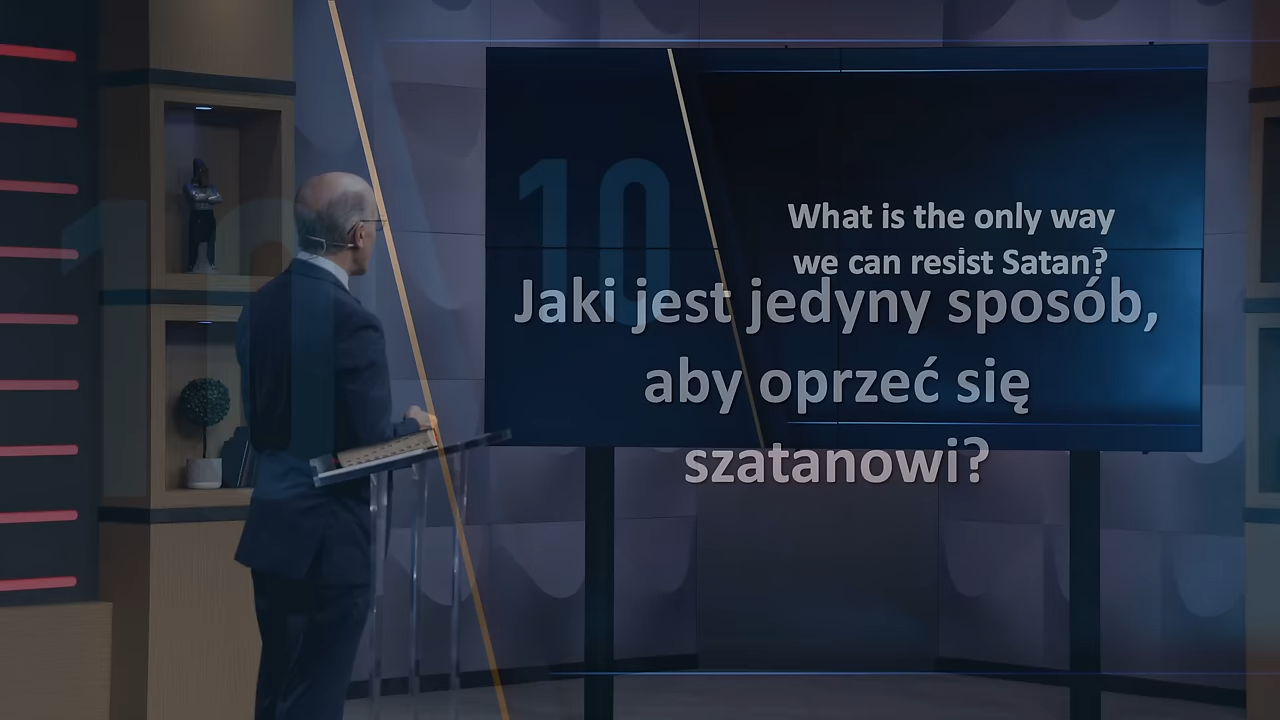 10
What is the only way
we can resist Satan?
Jaki jest jedyny sposób,
aby oprzeć się
szatanowi?